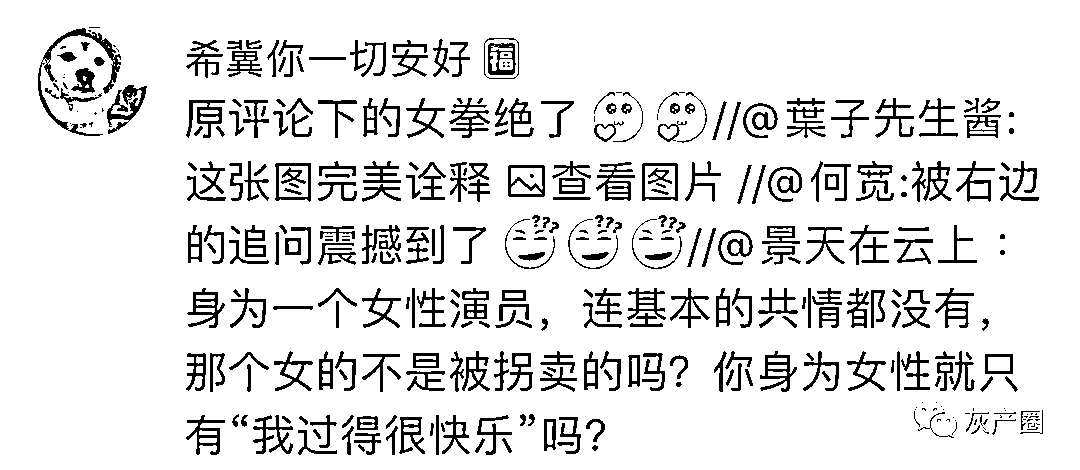 希冀你一切安好 福
原评论下的女拳绝了 //@葉子先生酱:
这张图完美诠释 查看图片 //@何宽:被右边
的追问震撼到了 ??? ??? ???//@景天在云上：
身为一个女性演员，连基本的共情都没有，
那个女的不是被拐卖的吗？你身为女性就只
有“我过得很快乐”吗？
灰产圈